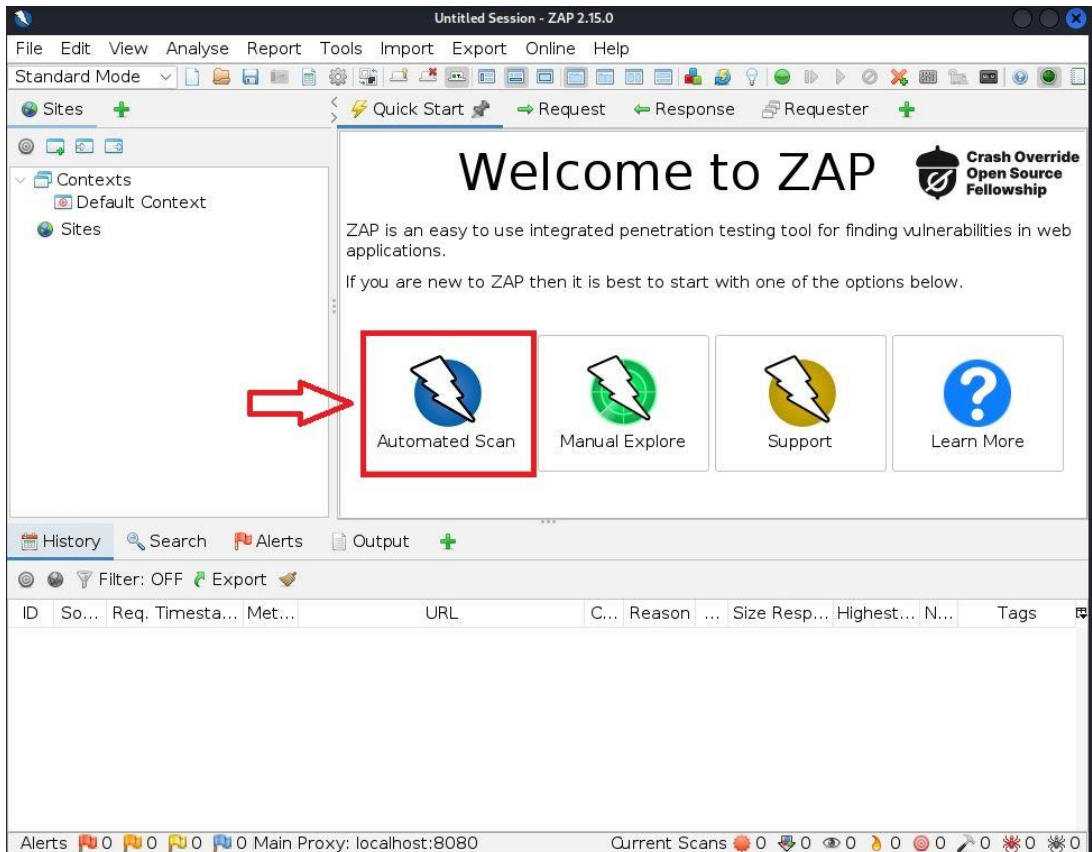 Untitled Session - ZAP 2.15.0
File Edit View Analyse Report Tools Import Export Online Help
Standard Mode
Sites
Quick Start Request Response Requester
Contexts
Default Context
Sites
Welcome to ZAP
Crash Override
Open Source
Fellowship
ZAP is an easy to use integrated penetration testing tool for finding vulnerabilities in web
applications.
If you are new to ZAP then it is best to start with one of the options below.
Automated Scan Manual Explore Support Learn More
History Search Alerts Output
Filter: OFF Export
ID So... Req. Timesta... Met... URL C... Reason ... Size Resp... Highest... N... Tags
Alerts 0 0 0 0 Main Proxy: localhost:8080 Current Scans 0 0 0 0 0 0 0 0